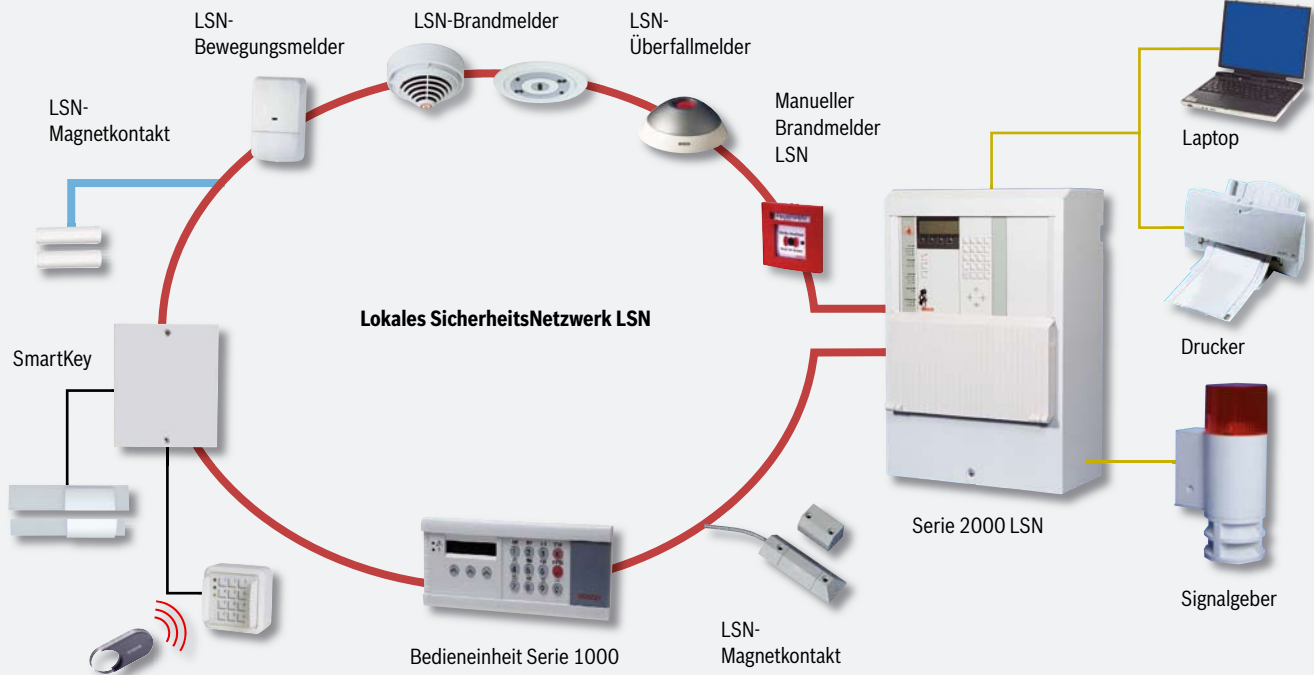 LSN-
Bewegungsmelder
LSN-Brandmelder
LSN-
Überfallmelder
LSN-
Magnetkontakt
Manueller
Brandmelder
LSN
Laptop
Lokales SicherheitsNetzwerk LSN
Drucker
SmartKey
Serie 2000 LSN
Signalgeber
Bedieneinheit Serie 1000
LSN-
Magnetkontakt